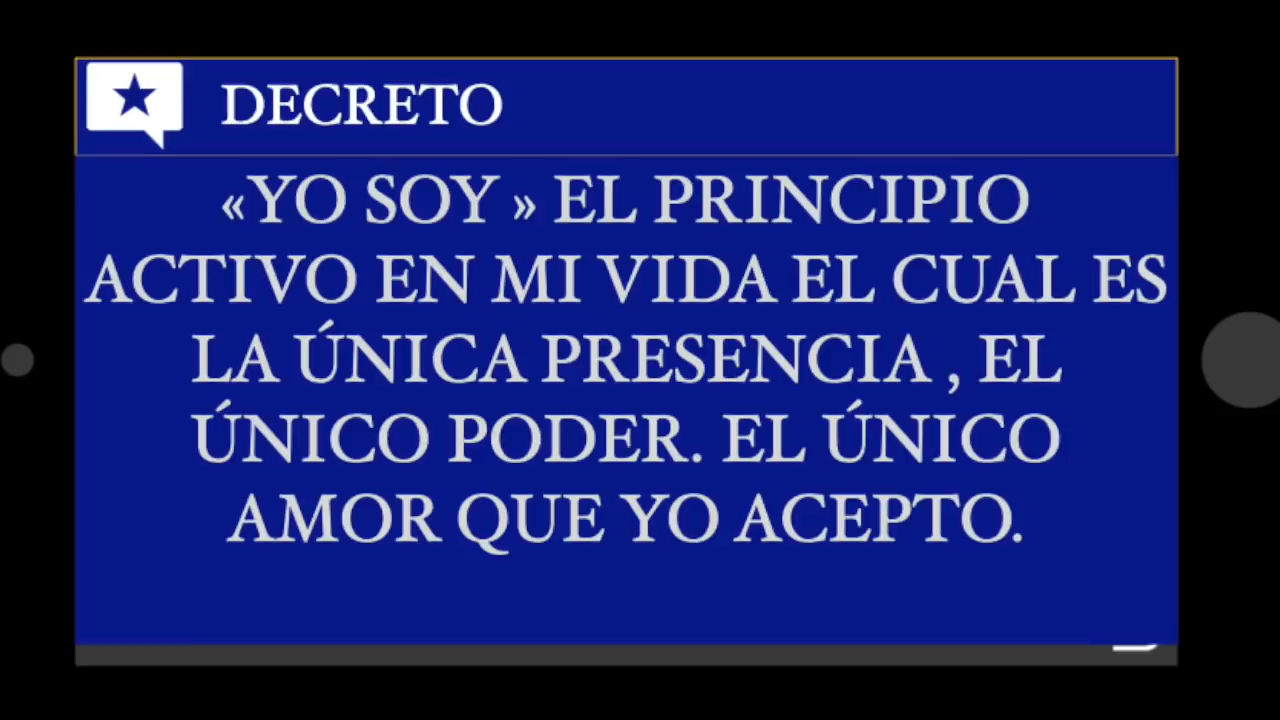 DECRETO
«YO SOY » EL PRINCIPIO
ACTIVO EN MI VIDA EL CUAL ES
LA ÚNICA PRESENCIA , EL
ÚNICO PODER. EL ÚNICO
AMOR QUE YO ACEPTO.